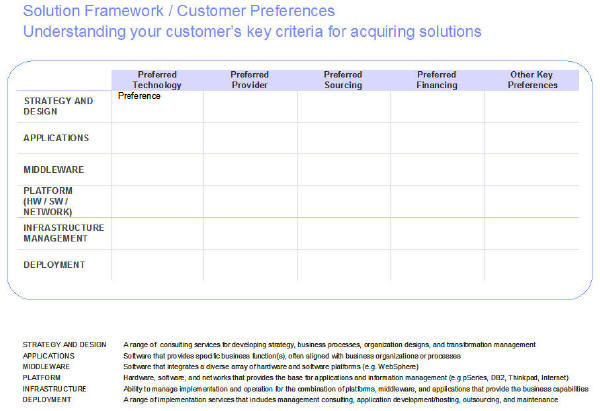 Solution Framework / Customer Preferences
Understanding your customer's key criteria for acquiring solutions
Preferred Technology Preferred Provider Preferred Sourcing Preferred Financing Other Key Preferences
STRATEGY AND DESIGN Preference
APPLICATIONS
MIDDLEWARE
PLATFORM
(HW / SW /
NETWORK)
INFRASTRUCTURE
MANAGEMENT
DEPLOYMENT
STRATEGY AND DESIGN A range of consulting services for developing strategy, business processes, organization designs, and transformation management
APPLICATIONS Software that provides specific business function(s), often aligned with business organizations or processes
MIDDLEWARE Software that integrates a diverse array of hardware and software platforms (e.g. WebSphere)
PLATFORM Hardware, software, and networks that provides the base for applications and information management (e.g pSeries, DB2, Thinkpad, Internet)
INFRASTRUCTURE Ability to manage implementation and operation for the combination of platforms, middleware, and applications that provide the business capabilities
DEPLOYMENT A range of implementation services that includes management consulting, application development/hosting, outsourcing, and maintenance